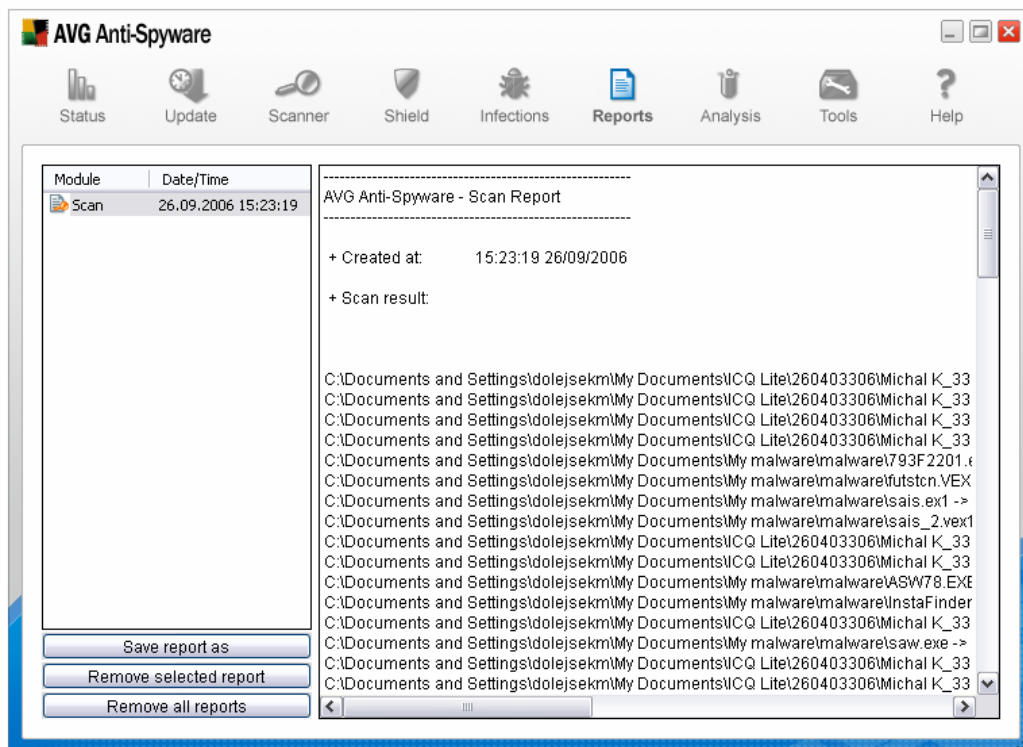 AVG Anti-Spyware
Status Update Scanner Shield Infections Reports Analysis Tools Help
Module Date/Time
Scan 26.09.2006 15:23:19
Save report as
Remove selected report
Remove all reports
------------------------------------------------------------
AVG Anti-Spyware - Scan Report
------------------------------------------------------------
+ Created at: 15:23:19 26/09/2006
+ Scan result:
C:\Documents and Settings\dolejsekm\My Documents\ICQ Lite\260403306\Michal K_33
C:\Documents and Settings\dolejsekm\My Documents\ICQ Lite\260403306\Michal K_33
C:\Documents and Settings\dolejsekm\My Documents\ICQ Lite\260403306\Michal K_33
C:\Documents and Settings\dolejsekm\My Documents\ICQ Lite\260403306\Michal K_33
C:\Documents and Settings\dolejsekm\My Documents\My malware\malware\793F2201.e
C:\Documents and Settings\dolejsekm\My Documents\My malware\malware\futstcn.VEX
C:\Documents and Settings\dolejsekm\My Documents\My malware\malware\sais.ex1 ->
C:\Documents and Settings\dolejsekm\My Documents\My malware\malware\sais_2.vex1
C:\Documents and Settings\dolejsekm\My Documents\ICQ Lite\260403306\Michal K_33
C:\Documents and Settings\dolejsekm\My Documents\ICQ Lite\260403306\Michal K_33
C:\Documents and Settings\dolejsekm\My Documents\My malware\malware\ASW78.EXE
C:\Documents and Settings\dolejsekm\My Documents\My malware\malware\InstaFinder
C:\Documents and Settings\dolejsekm\My Documents\ICQ Lite\260403306\Michal K_33
C:\Documents and Settings\dolejsekm\My Documents\My malware\malware\saw.exe ->
C:\Documents and Settings\dolejsekm\My Documents\ICQ Lite\260403306\Michal K_33
C:\Documents and Settings\dolejsekm\My Documents\ICQ Lite\260403306\Michal K_33